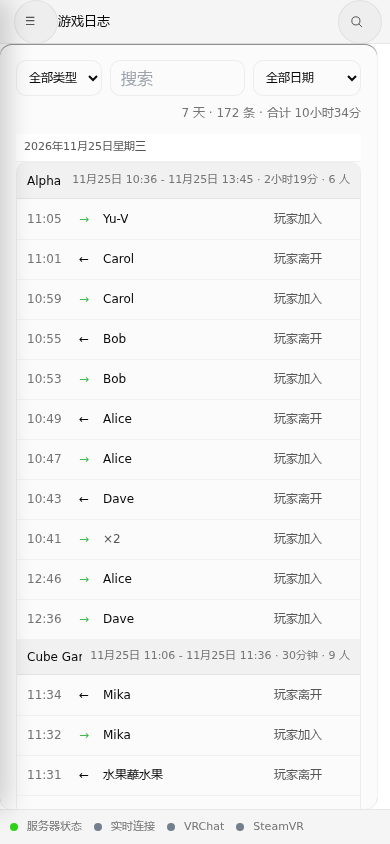 ☰ 游戏日志
全部类型 搜索 全部日期
7 天 · 172 条 · 合计 10小时34分
2026年11月25日星期三
Alpha 11月25日 10:36 - 11月25日 13:45 · 2小时19分 · 6 人
11:05 → Yu-V 玩家加入
11:01 ← Carol 玩家离开
10:59 → Carol 玩家加入
10:55 ← Bob 玩家离开
10:53 → Bob 玩家加入
10:49 ← Alice 玩家离开
10:47 → Alice 玩家加入
10:43 ← Dave 玩家离开
10:41 → ×2 玩家加入
12:46 → Alice 玩家加入
12:36 → Dave 玩家加入
Cube Gar 11月25日 11:06 - 11月25日 11:36 · 30分钟 · 9 人
11:34 ← Mika 玩家离开
11:32 → Mika 玩家加入
11:31 ← 水果 水果 玩家离开
服务器状态 实时连接 VRChat SteamVR